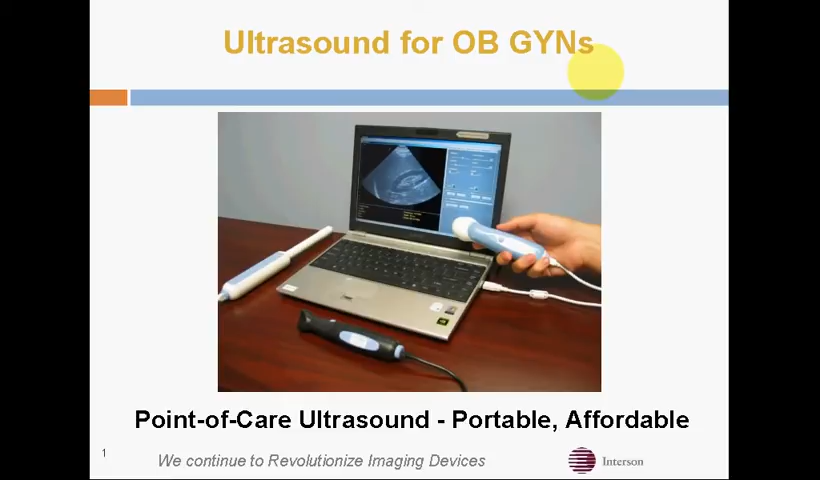 Ultrasound for OB GYNs
Point-of-Care Ultrasound - Portable, Affordable
1
We continue to Revolutionize Imaging Devices
Interson